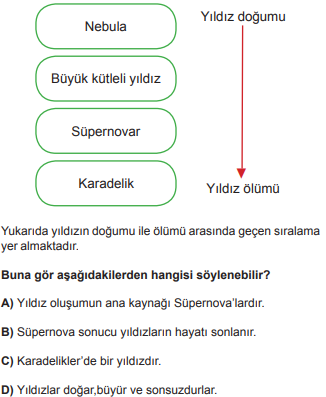 Nebula
Yıldız doğumu
Büyük kütleli yıldız
Süpernovar
Karadelik
Yıldız ölümü
Yukarıda yıldızın doğumu ile ölümü arasında geçen sıralama
yer almaktadır.
Buna gör aşağıdakilerden hangisi söylenebilir?
A) Yıldız oluşumun ana kaynağı Süpernova’lardır.
B) Süpernova sonucu yıldızların hayatı sonlanır.
C) Karadelikler’de bir yıldızdır.
D) Yıldızlar doğar,büyür ve sonsuzdurlar.